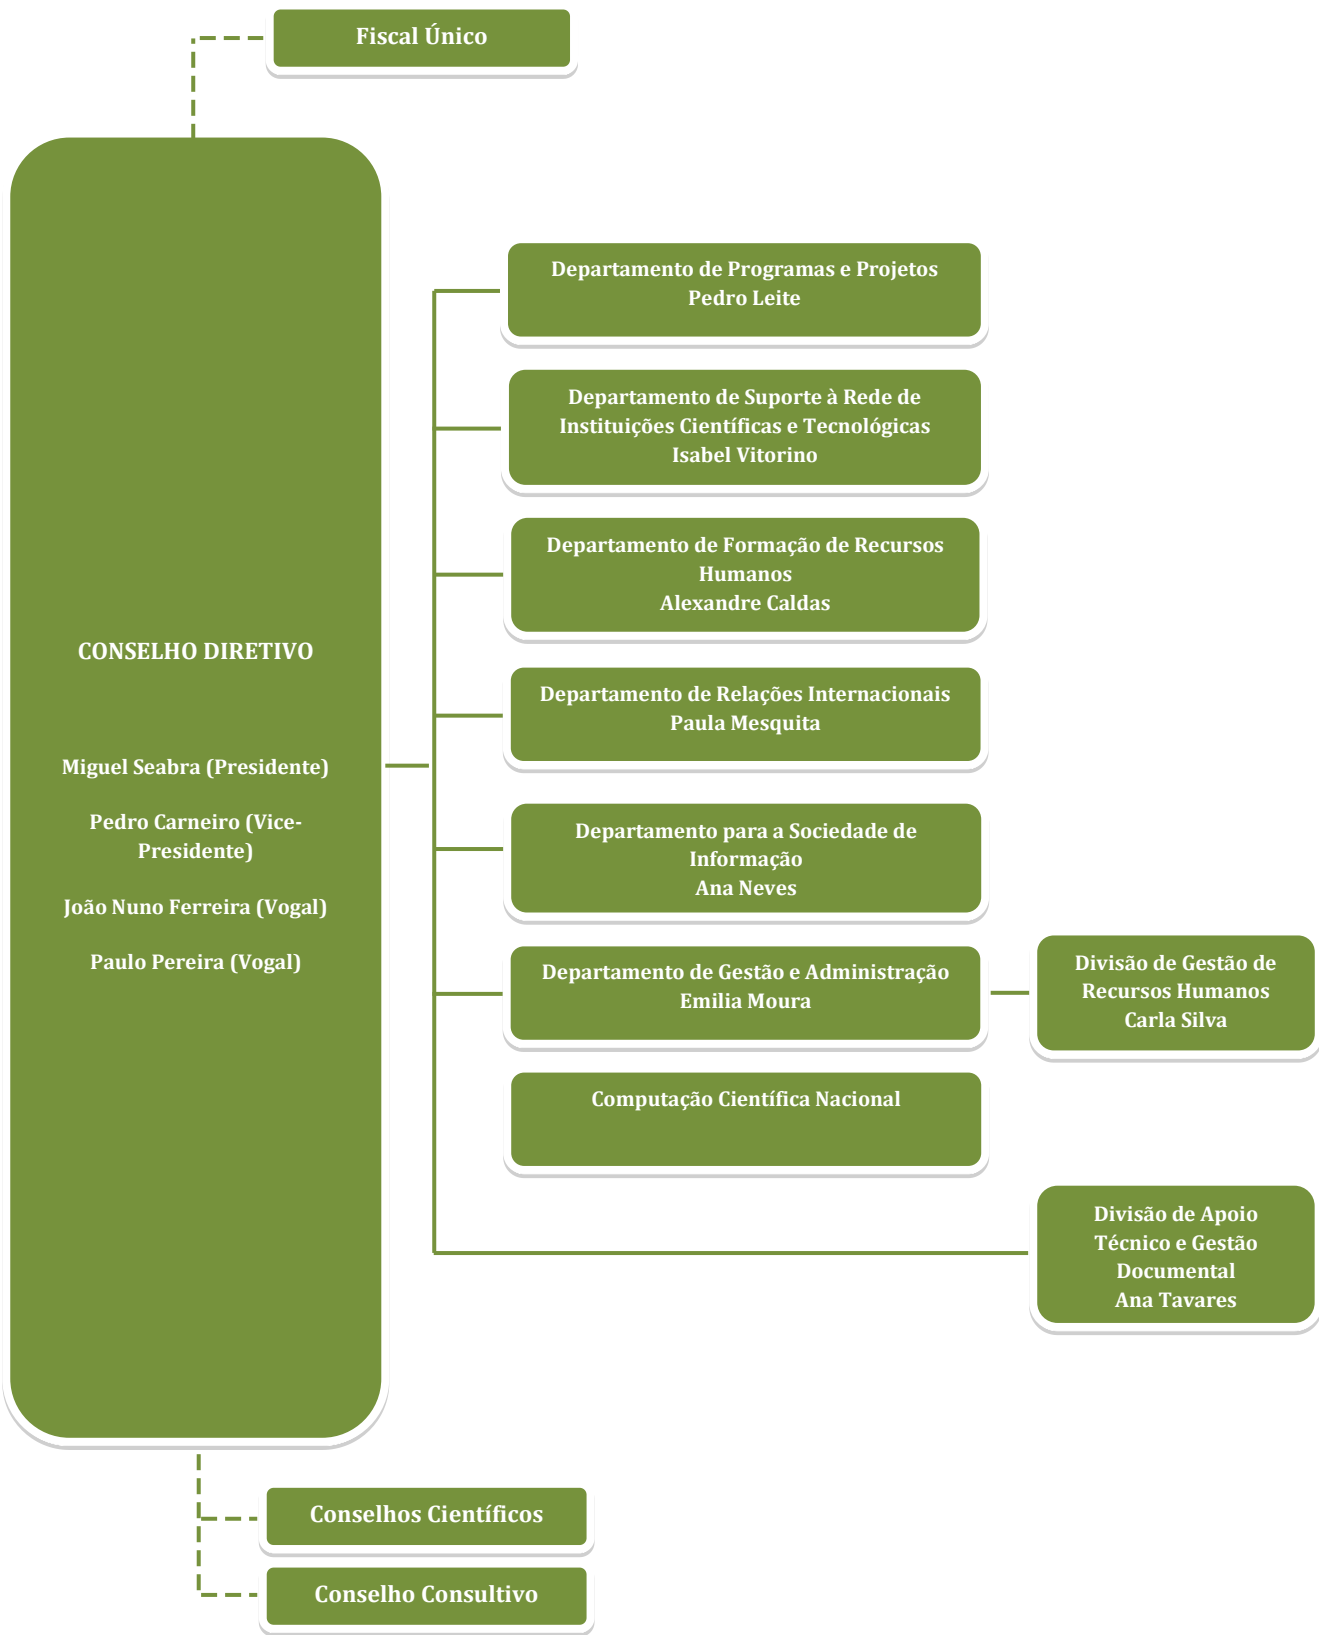 Fiscal Único
CONSELHO DIRETIVO
Miguel Seabra (Presidente)
Pedro Carneiro (Vice-
Presidente)
João Nuno Ferreira (Vogal)
Paulo Pereira (Vogal)
Departamento de Programas e Projetos
Pedro Leite
Departamento de Suporte à Rede de
Instituições Científicas e Tecnológicas
Isabel Vitorino
Departamento de Formação de Recursos
Humanos
Alexandre Caldas
Departamento de Relações Internacionais
Paula Mesquita
Departamento para a Sociedade de
Informação
Ana Neves
Departamento de Gestão e Administração
Emilia Moura
Divisão de Gestão de
Recursos Humanos
Carla Silva
Computação Científica Nacional
Divisão de Apoio
Técnico e Gestão
Documental
Ana Tavares
Conselhos Científicos
Conselho Consultivo